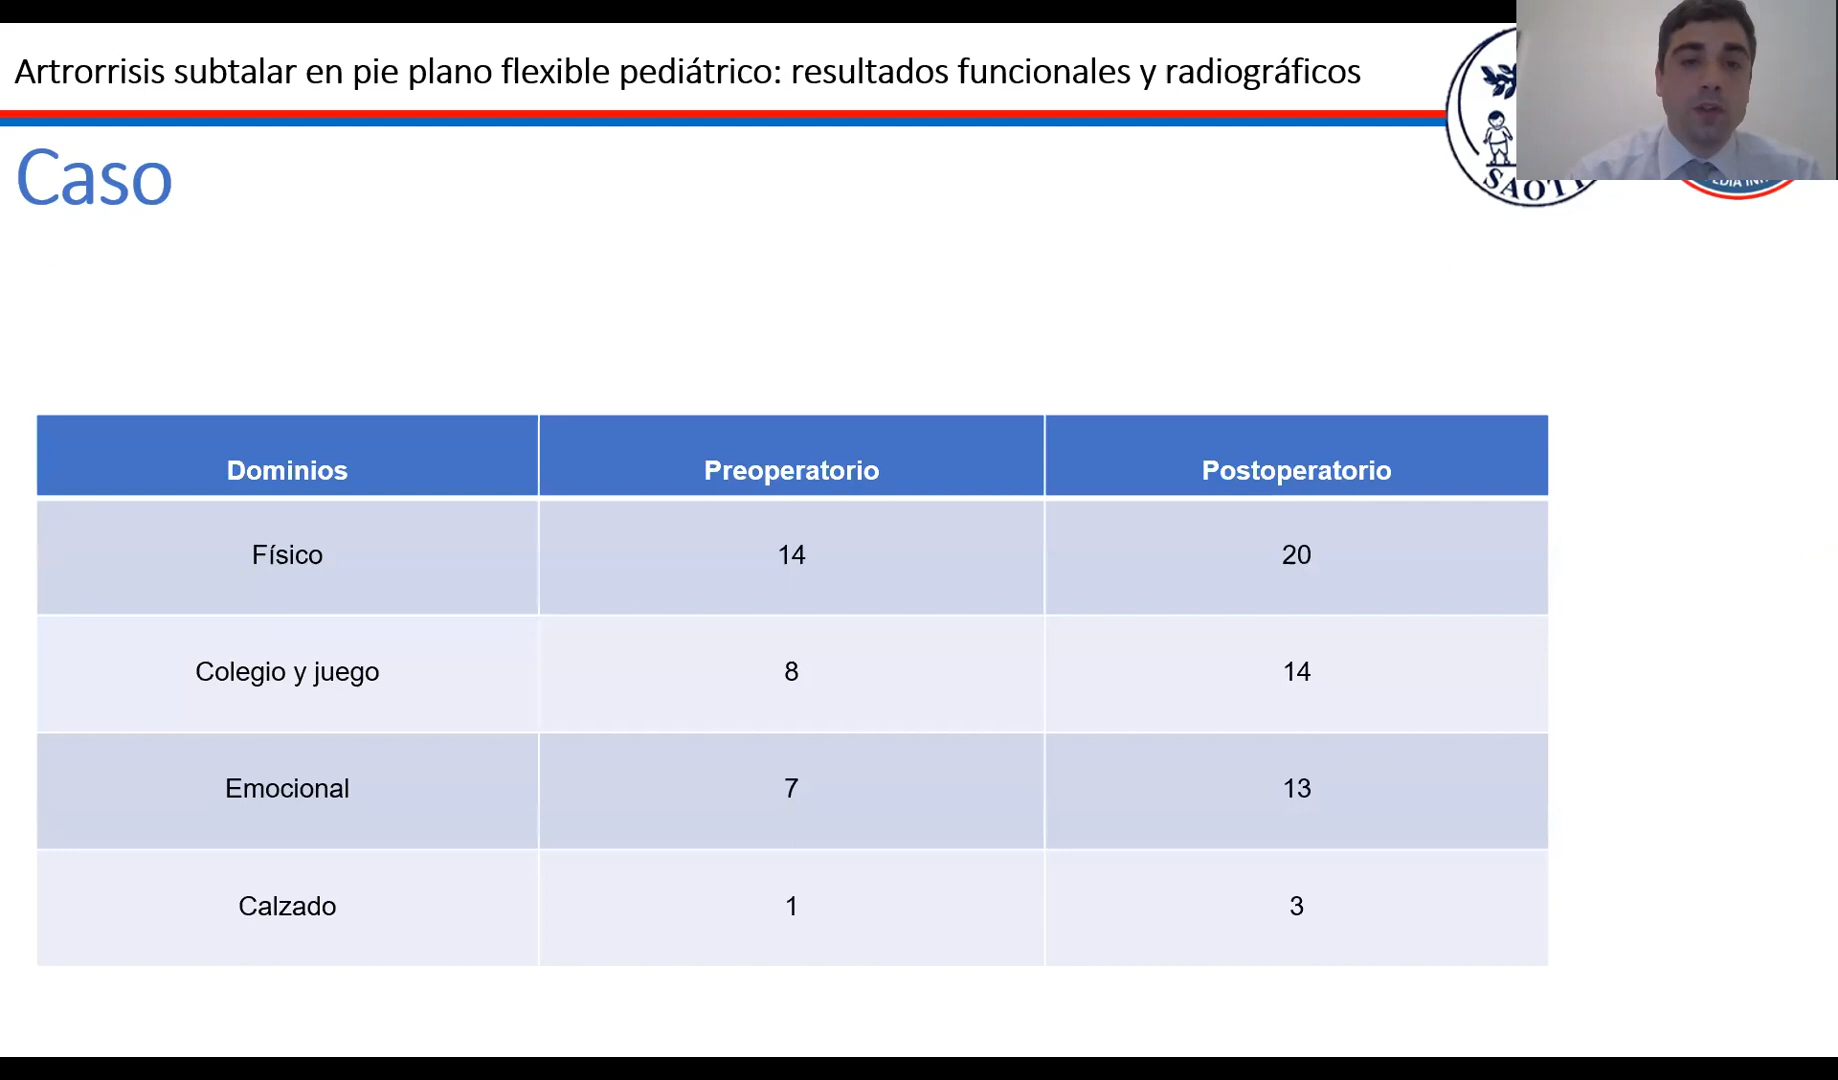 Artrorrisis subtalar en pie plano flexible pediátrico: resultados funcionales y radiográficos
Caso
Dominios Preoperatorio Postoperatorio
Físico 14 20
Colegio y juego 8 14
Emocional 7 13
Calzado 1 3